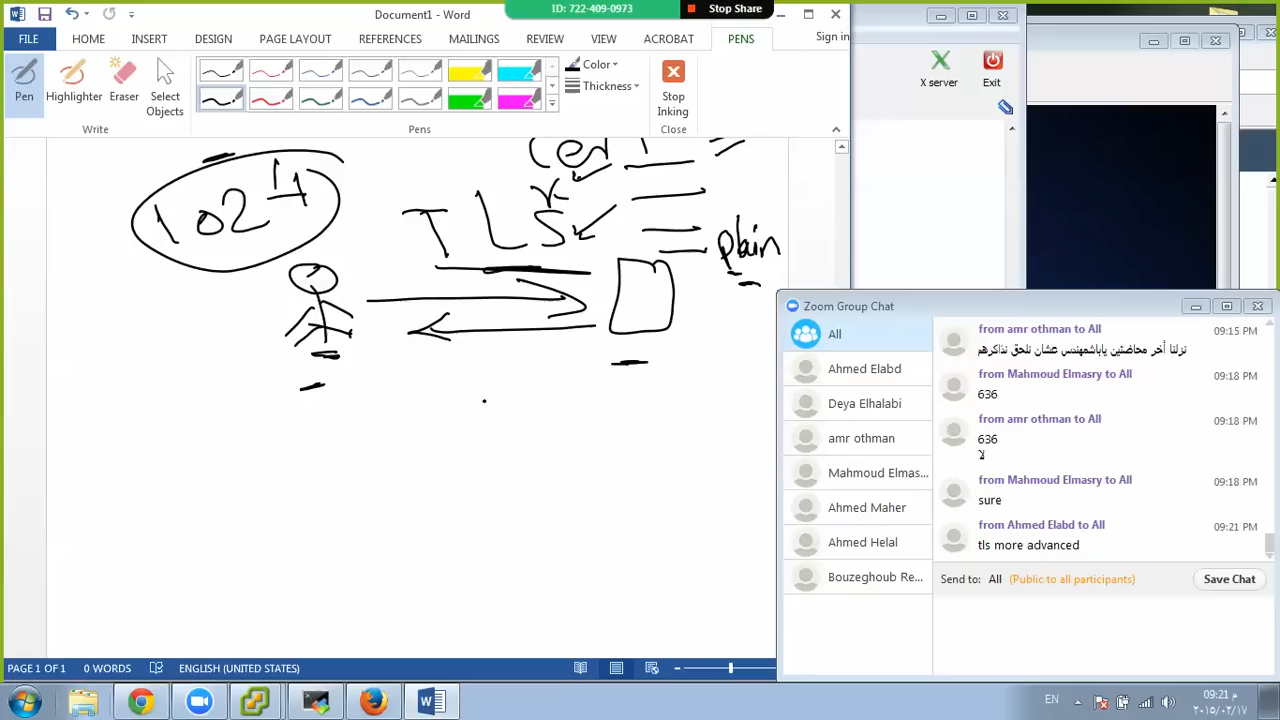 Document1 - Word
ID: 722-409-0973
Stop Share
FILE
HOME
INSERT
DESIGN
PAGE LAYOUT
REFERENCES
MAILINGS
REVIEW
VIEW
ACROBAT
PENS
Sign in
Pen
Highlighter
Eraser
Select Objects
Color
Thickness
Stop Inking
Write
Pens
Close
X server
Exit
1024
TLS
plain
Zoom Group Chat
All
Ahmed Elabd
Deya Elhalabi
amr othman
Mahmoud Elmas...
Ahmed Maher
Ahmed Helal
Bouzeghoub Re...
from amr othman to All 09:15 PM
نزلنا أخر محاضتين ياباشمهندس عشان نلحق نذاكرهم
from Mahmoud Elmasry to All 09:18 PM
636
from amr othman to All 09:18 PM
636
لا
from Mahmoud Elmasry to All 09:18 PM
sure
from Ahmed Elabd to All 09:21 PM
tls more advanced
Send to: All (Public to all participants)
Save Chat
PAGE 1 OF 1
0 WORDS
ENGLISH (UNITED STATES)
EN
09:21 م
٢٠١٥/٠٢/١٧